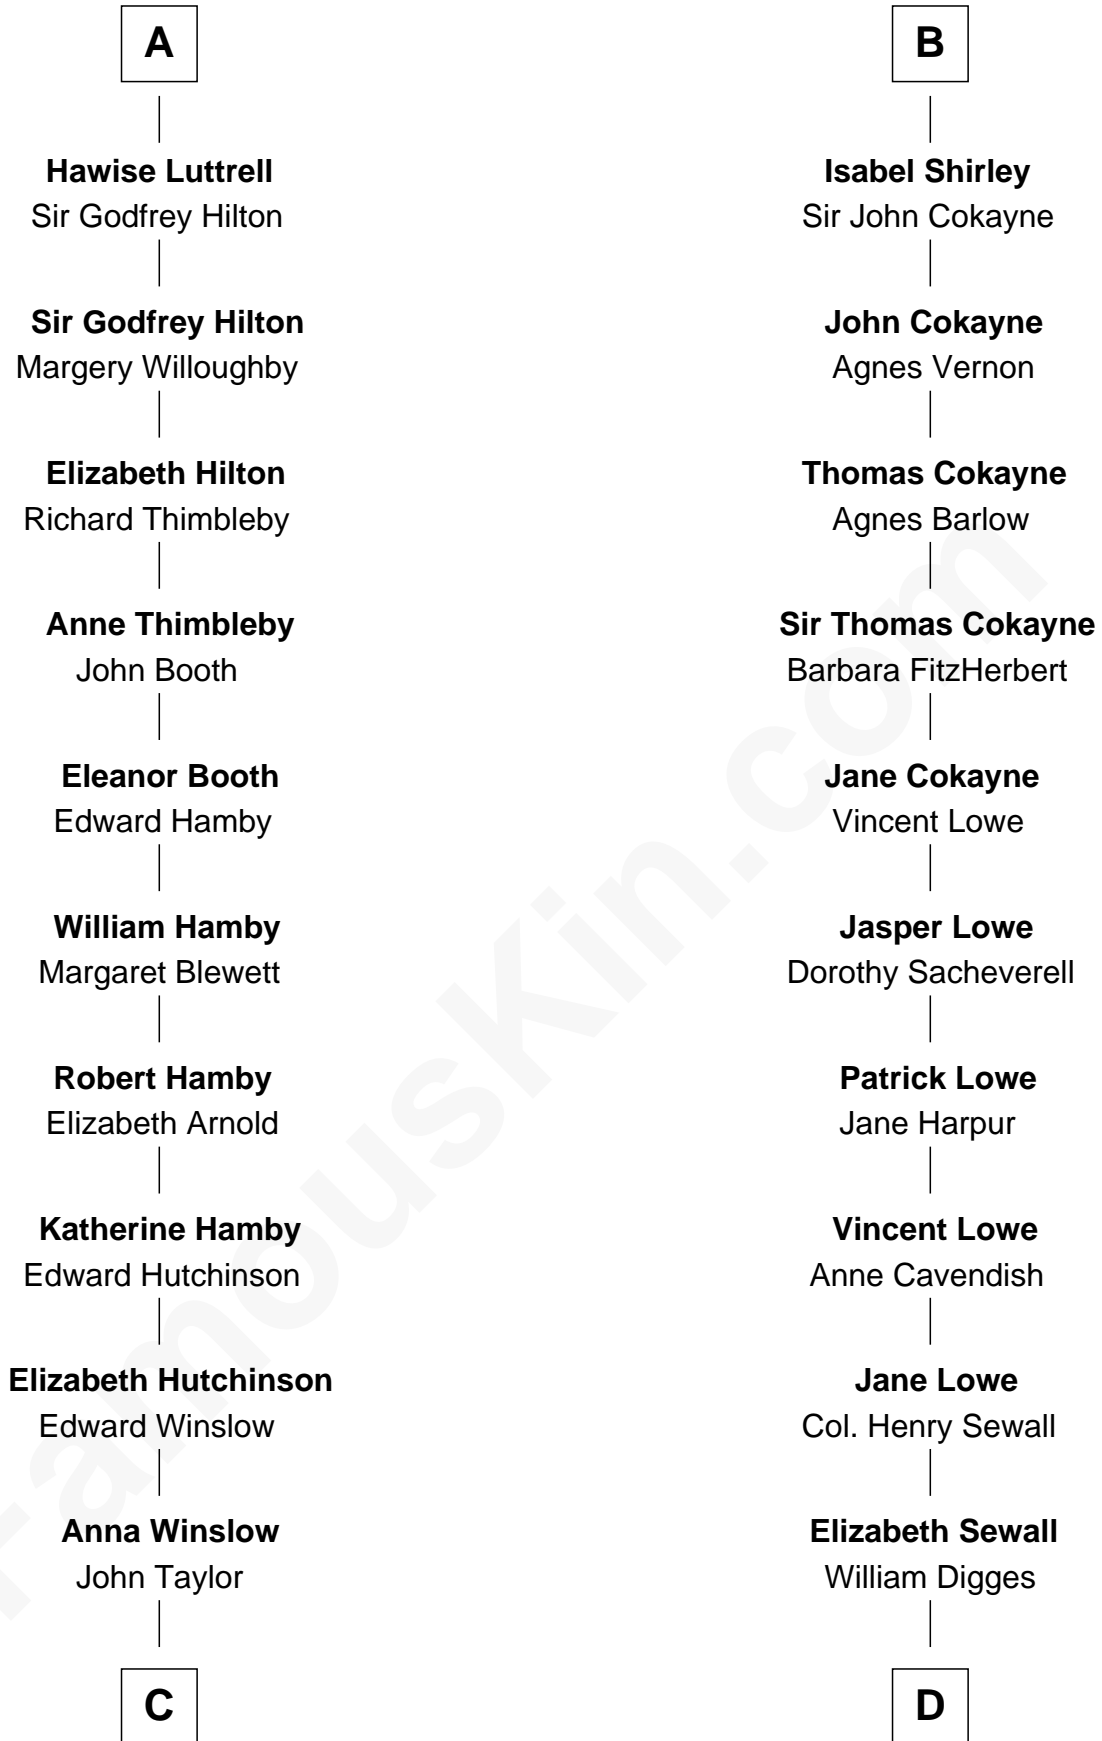 A
Hawise Luttrell
Sir Godfrey Hilton
Sir Godfrey Hilton
Margery Willoughby
Elizabeth Hilton
Richard Thimbleby
Anne Thimbleby
John Booth
Eleanor Booth
Edward Hamby
William Hamby
Margaret Blewett
Robert Hamby
Elizabeth Arnold
Katherine Hamby
Edward Hutchinson
Elizabeth Hutchinson
Edward Winslow
Anna Winslow
John Taylor
C
B
Isabel Shirley
Sir John Cokayne
John Cokayne
Agnes Vernon
Thomas Cokayne
Agnes Barlow
Sir Thomas Cokayne
Barbara FitzHerbert
Jane Cokayne
Vincent Lowe
Jasper Lowe
Dorothy Sacheverell
Patrick Lowe
Jane Harpur
Vincent Lowe
Anne Cavendish
Jane Lowe
Col. Henry Sewall
Elizabeth Sewall
William Digges
D
FamousKin.com